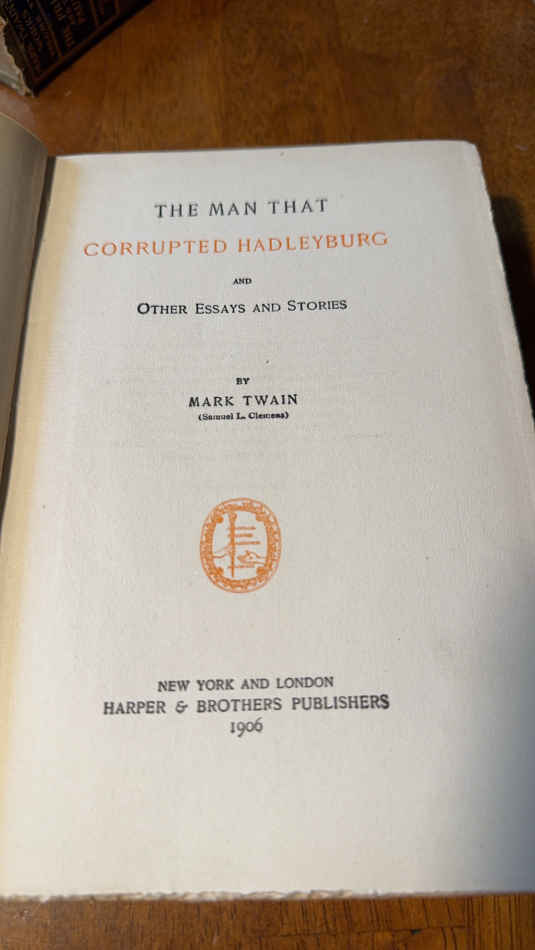 THE MAN THAT
CORRUPTED HADLEYBURG
AND
OTHER ESSAYS AND STORIES
BY
MARK TWAIN
(Samuel L. Clemens)
NEW YORK AND LONDON
HARPER & BROTHERS PUBLISHERS
1906